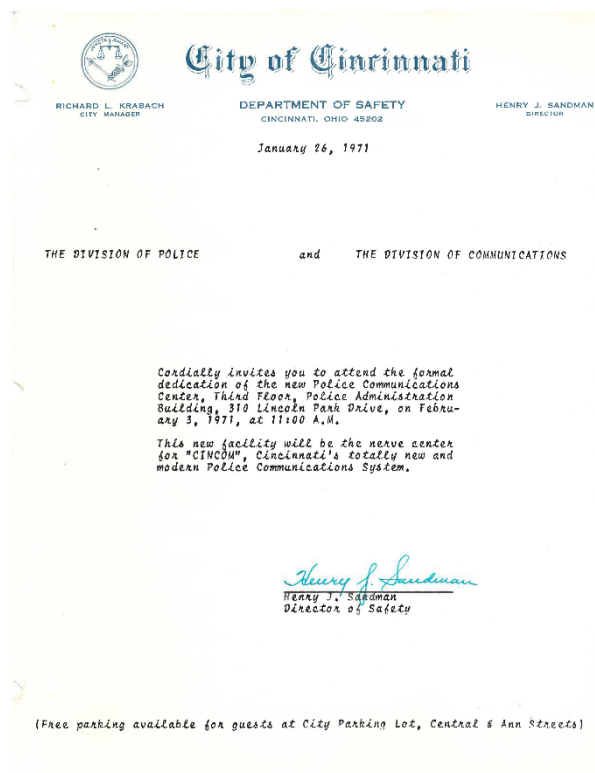 City of Cincinnati
RICHARD L. KRABACH
CITY MANAGER
DEPARTMENT OF SAFETY
CINCINNATI, OHIO 45202
HENRY J. SANDMAN
DIRECTOR
January 26, 1971
THE DIVISION OF POLICE and THE DIVISION OF COMMUNICATIONS
Cordially invites you to attend the formal
dedication of the new Police Communications
Center, Third Floor, Police Administration
Building, 310 Lincoln Park Drive, on Febru-
ary 3, 1971, at 11:00 A.M.
This new facility will be the nerve center
for "CINCOM", Cincinnati's totally new and
modern Police Communications System.
Henry J. Sandman
Henry J. Sandman
Director of Safety
(Free parking available for guests at City Parking Lot, Central & Ann Streets)